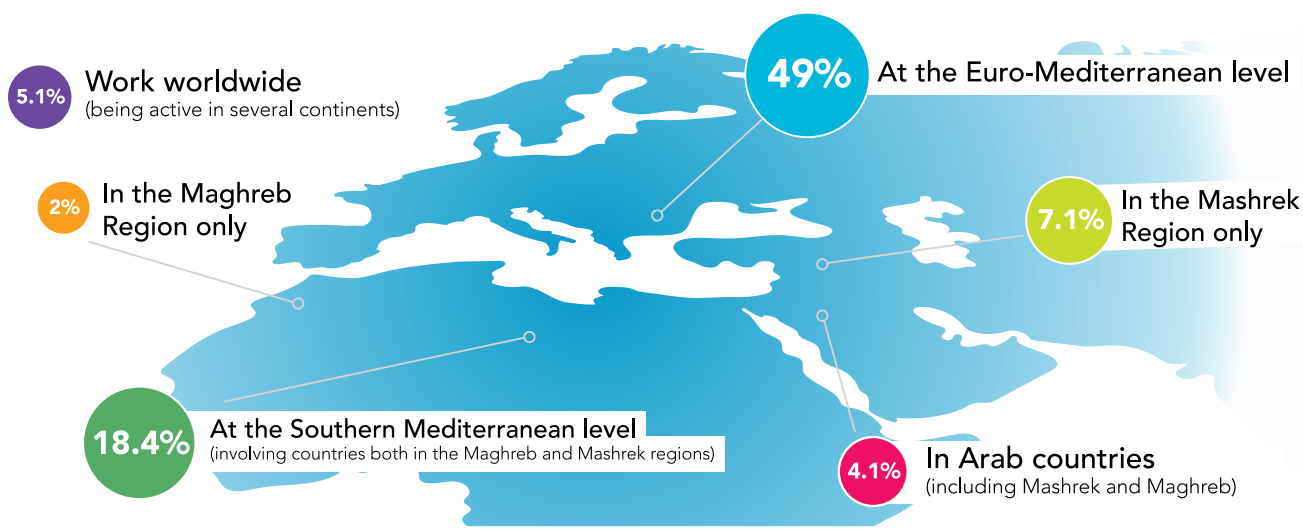 49%
At the Euro-Mediterranean level
5.1%
Work worldwide
(being active in several continents)
2%
In the Maghreb
Region only
7.1%
In the Mashrek
Region only
18.4%
At the Southern Mediterranean level
(involving countries both in the Maghreb and Mashrek regions)
4.1%
In Arab countries
(including Mashrek and Maghreb)